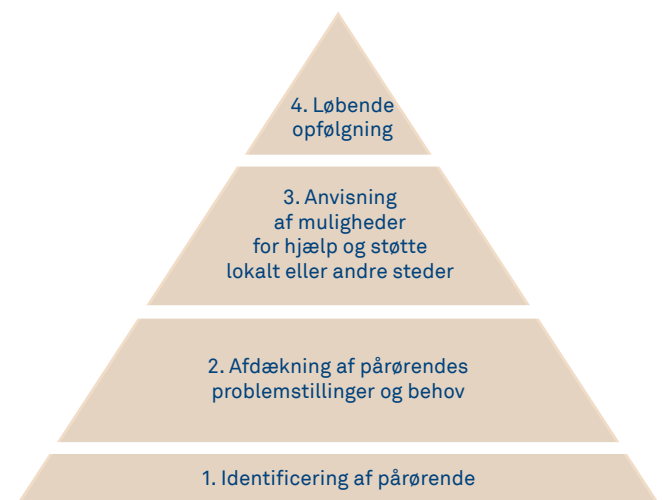 4. Løbende
opfølgning
3. Anvisning
af muligheder
for hjælp og støtte
lokalt eller andre steder
2. Afdækning af pårørendes
problemstillinger og behov
1. Identificering af pårørende